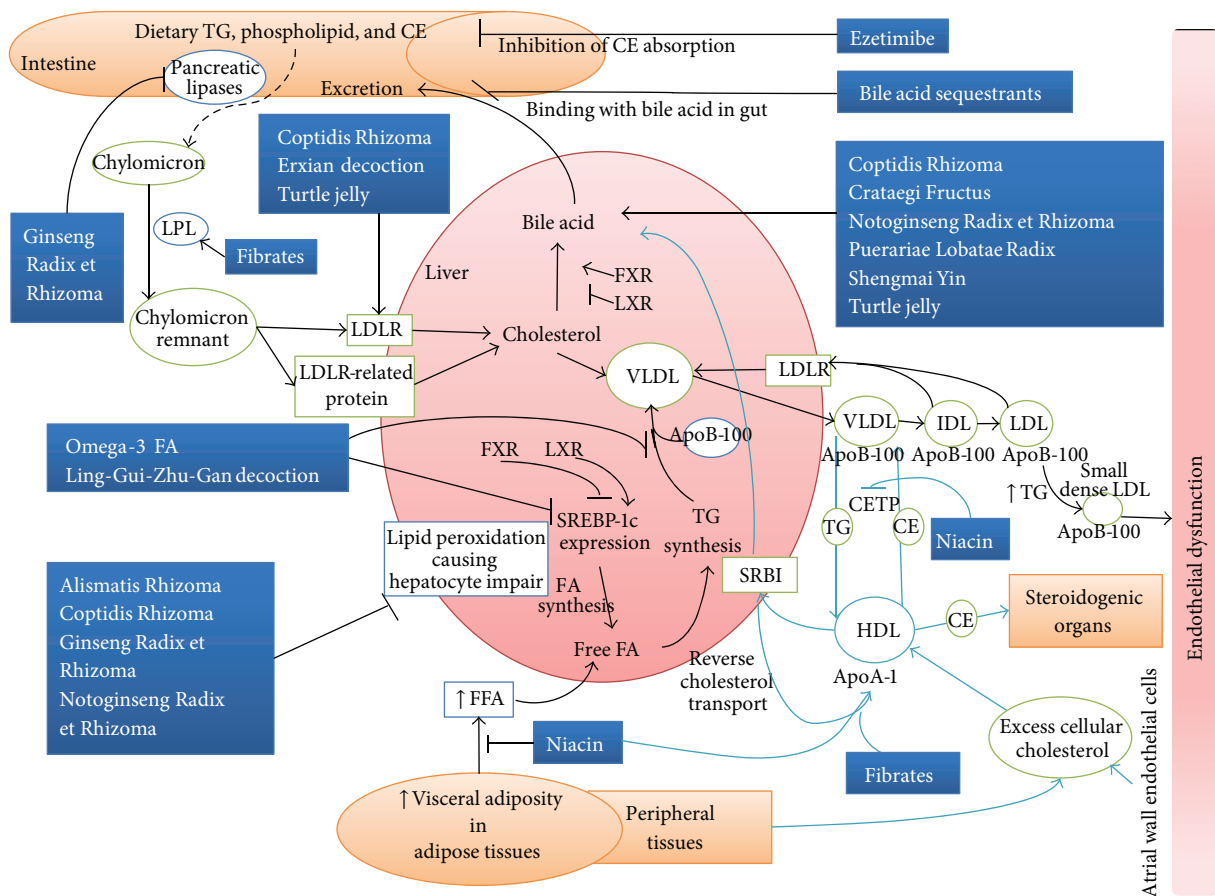 Dietary TG, phospholipid, and CE
Intestine
Pancreatic
lipases
Excretion
Inhibition of CE absorption
Ezetimibe
Binding with bile acid in gut
Bile acid sequestrants
Chylomicron
Coptidis Rhizoma
Erxian decoction
Turtle jelly
Coptidis Rhizoma
Crataegi Fructus
Notoginseng Radix et Rhizoma
Puerariae Lobatae Radix
Shengmai Yin
Turtle jelly
Ginseng
Radix et
Rhizoma
LPL
Fibrates
Bile acid
Liver
FXR
LXR
Chylomicron
remnant
LDLR
Cholesterol
LDLR-related
protein
VLDL
LDLR
VLDL
ApoB-100
IDL
ApoB-100
LDL
ApoB-100
ApoB-100
Omega-3 FA
Ling-Gui-Zhu-Gan decoction
FXR
LXR
SREBP-1c
expression
TG
synthesis
↑ TG
Small
dense LDL
ApoB-100
CETP
TG
CE
Niacin
Lipid peroxidation
causing
hepatocyte impair
FA
synthesis
Free FA
SRBI
HDL
ApoA-1
CE
Steroidogenic
organs
Alismatis Rhizoma
Coptidis Rhizoma
Ginseng Radix et
Rhizoma
Notoginseng Radix
et Rhizoma
Reverse
cholesterol
transport
↑ FFA
Niacin
Fibrates
Excess cellular
cholesterol
↑ Visceral adiposity
in
adipose tissues
Peripheral
tissues
Atrial wall endothelial cells
Endothelial dysfunction